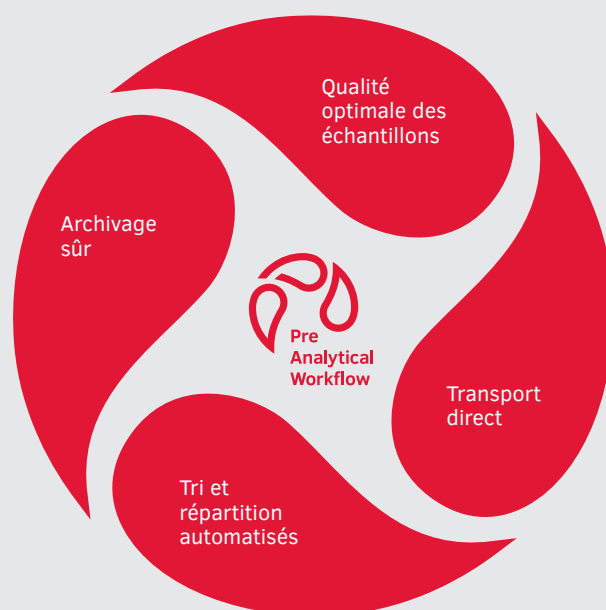 Qualité
optimale des
échantillons
Archivage
sûr
Pre
Analytical
Workflow
Transport
direct
Tri et
répartition
automatisés